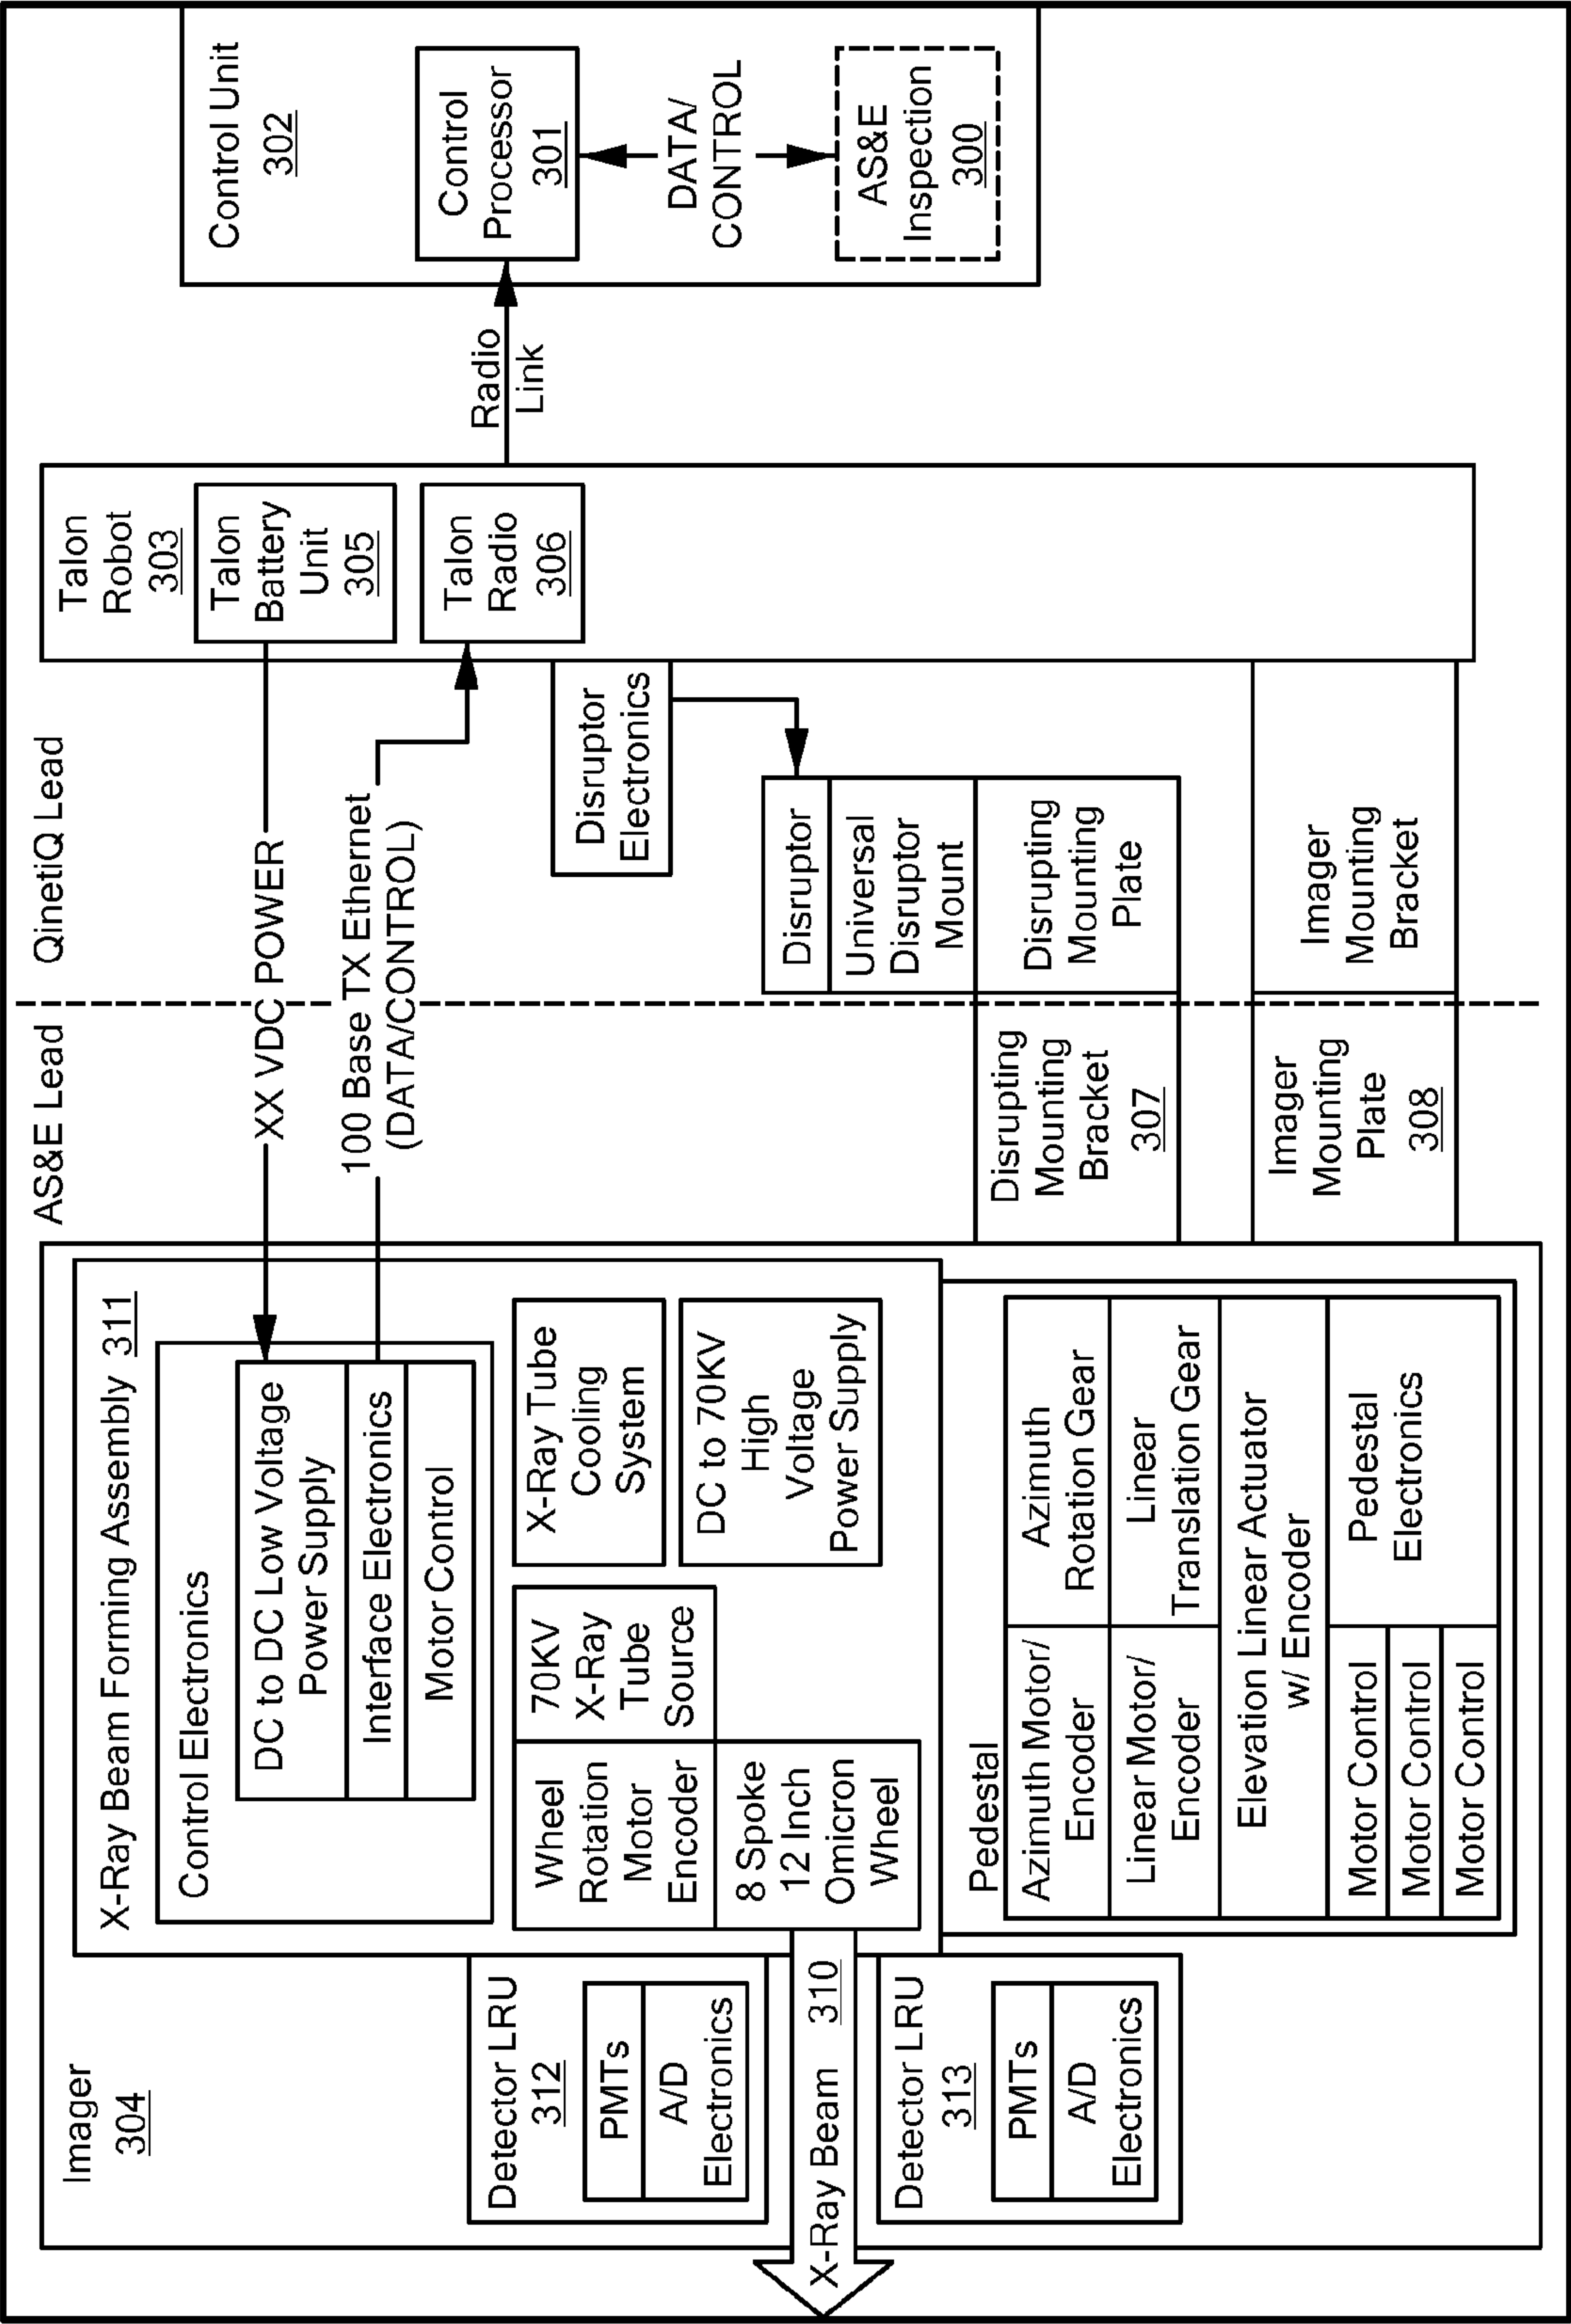 Imager
304
X-Ray Beam Forming Assembly 311
Control Electronics
DC to DC Low Voltage
Power Supply
Interface Electronics
Motor Control
Wheel
Rotation
Motor
Encoder
70KV
X-Ray
Tube
Source
8 Spoke
12 Inch
Omicron
Wheel
X-Ray Tube
Cooling
System
DC to 70KV
High
Voltage
Power Supply
Detector LRU
312
PMTs
A/D
Electronics
X-Ray Beam 310
Detector LRU
313
PMTs
A/D
Electronics
Pedestal
Azimuth Motor/
Encoder
Azimuth
Rotation Gear
Linear Motor/
Encoder
Linear
Translation Gear
Elevation Linear Actuator
w/ Encoder
Motor Control
Motor Control
Motor Control
Pedestal
Electronics
AS&E Lead
QinetiQ Lead
XX VDC POWER
100 Base TX Ethernet
(DATA/CONTROL)
Disrupting
Mounting
Bracket
307
Imager
Mounting
Plate
308
Disruptor
Electronics
Disruptor
Universal
Disruptor
Mount
Disrupting
Mounting
Plate
Imager
Mounting
Bracket
Talon
Robot
303
Talon
Battery
Unit
305
Talon
Radio
306
Radio
Link
Control Unit
302
Control
Processor
301
DATA/
CONTROL
AS&E
Inspection
300